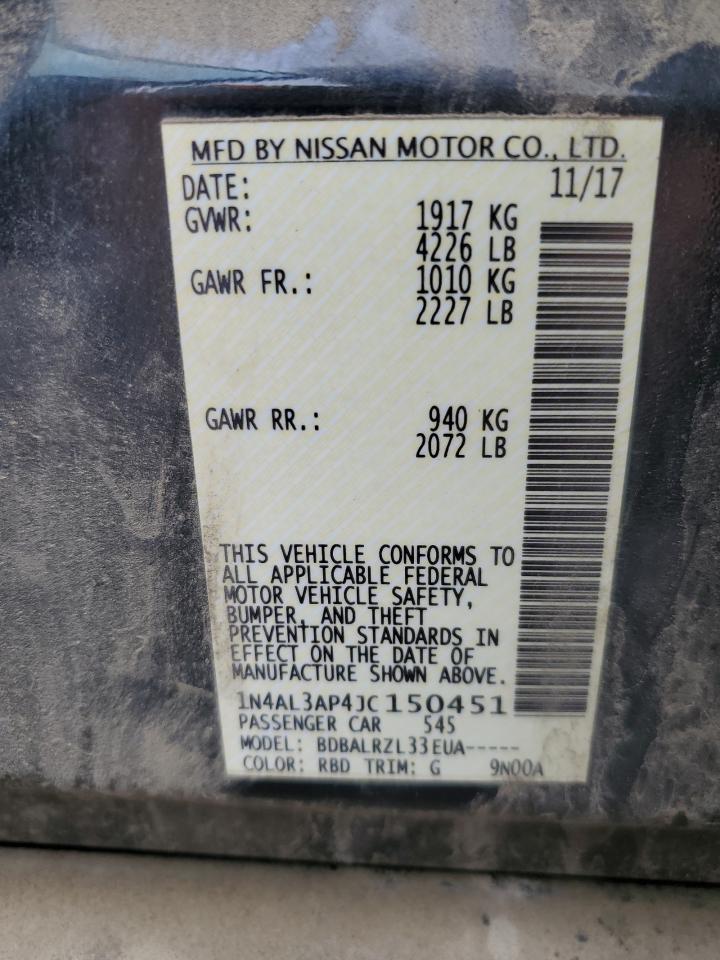 MFD BY NISSAN MOTOR CO., LTD.
DATE: 11/17
GVWR: 1917 KG
4226 LB
GAWR FR.: 1010 KG
2227 LB
GAWR RR.: 940 KG
2072 LB
THIS VEHICLE CONFORMS TO
ALL APPLICABLE FEDERAL
MOTOR VEHICLE SAFETY,
BUMPER, AND THEFT
PREVENTION STANDARDS IN
EFFECT ON THE DATE OF
MANUFACTURE SHOWN ABOVE.
1N4AL3AP4JC150451
PASSENGER CAR 545
MODEL: BDBALRZL33EUA-----
COLOR: RBD TRIM: G 9N00A